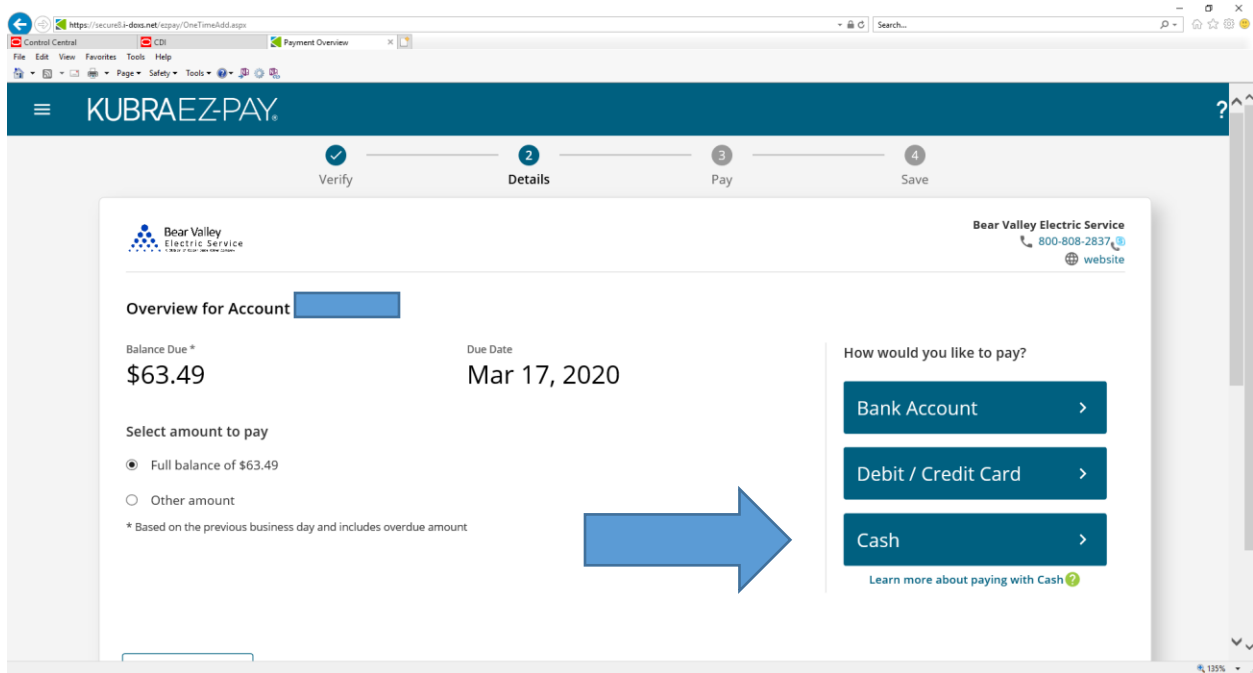 https://secure8.i-doxs.net/ezpay/OneTimeAdd.aspx
Search...
Control Central
CDI
Payment Overview
File Edit View Favorites Tools Help
Page Safety Tools
KUBRA EZ-PAY®
?
2
3
4
Verify
Details
Pay
Save
Bear Valley
Electric Service
Bear Valley Electric Service
800-808-2837
website
Overview for Account
Balance Due *
Due Date
How would you like to pay?
$63.49
Mar 17, 2020
Bank Account
Select amount to pay
Full balance of $63.49
Debit / Credit Card
Other amount
* Based on the previous business day and includes overdue amount
Cash
Learn more about paying with Cash ?
135%